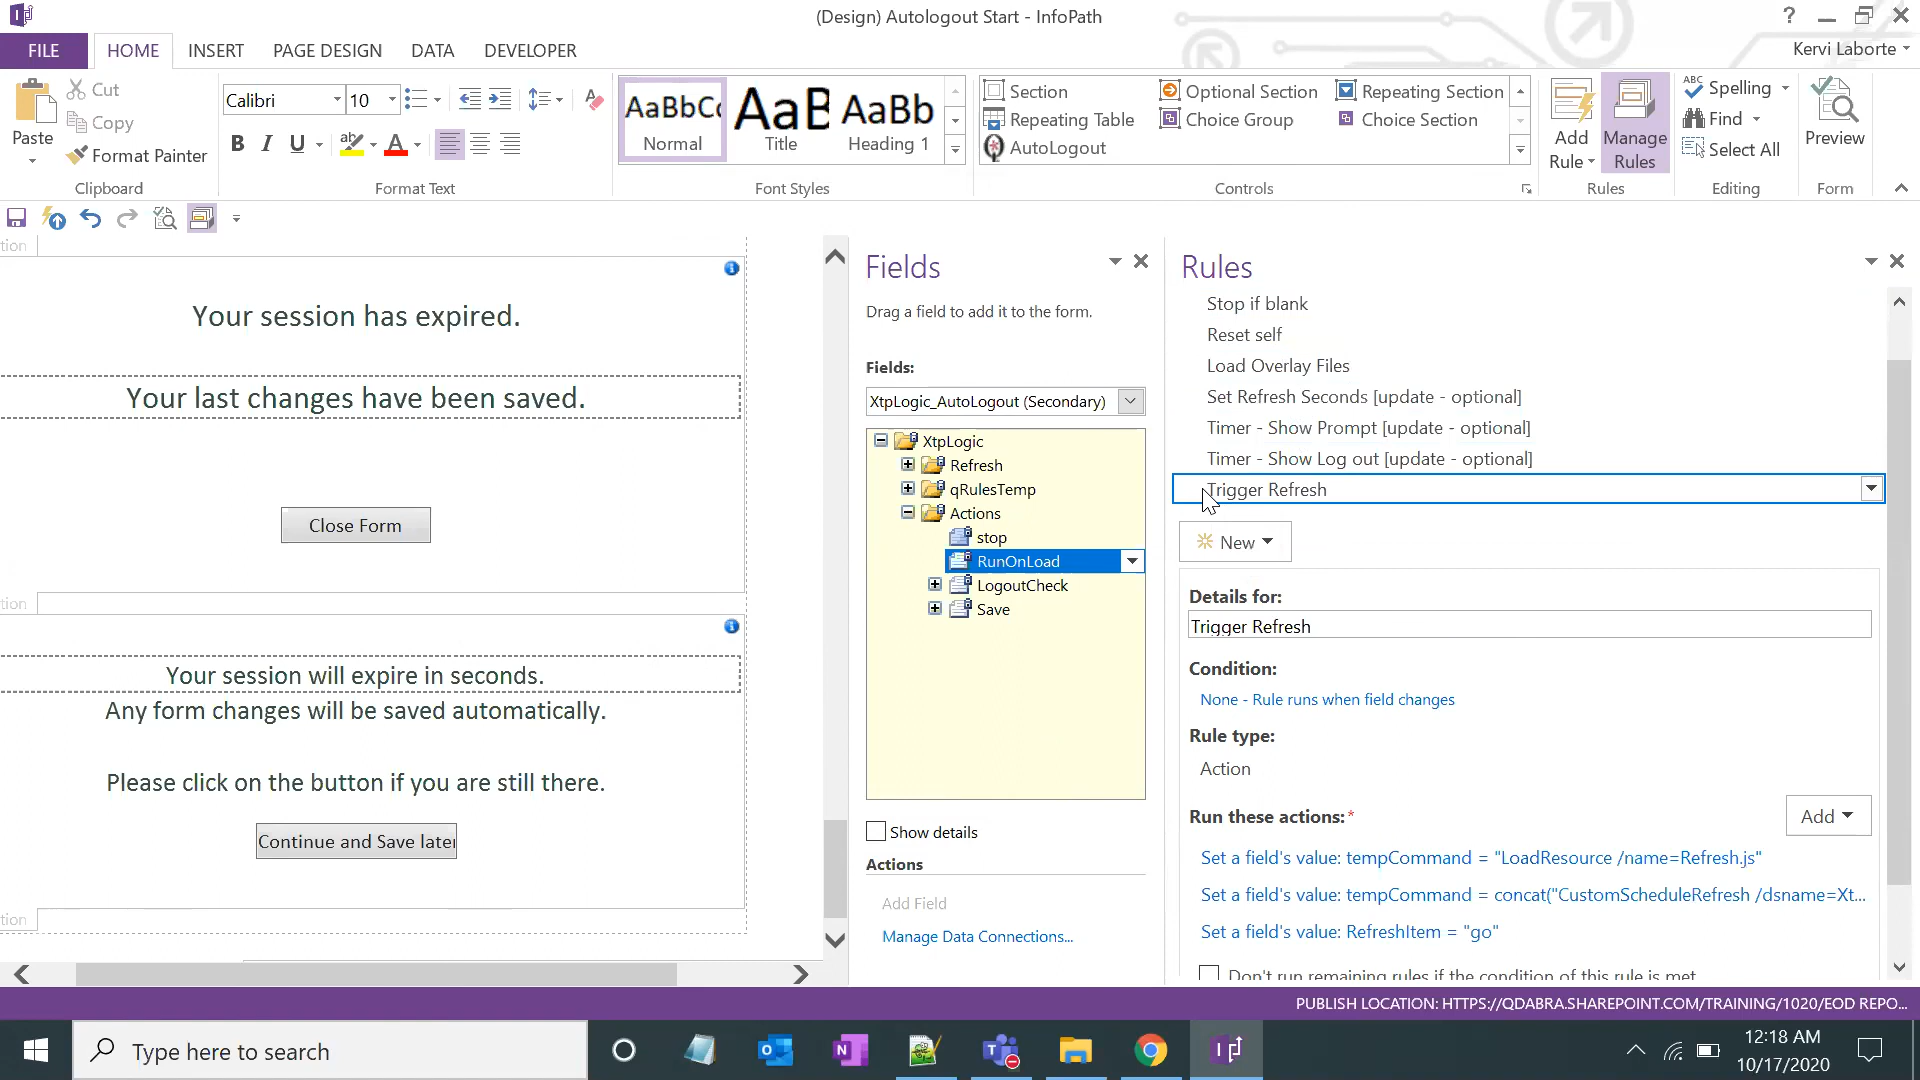 (Design) Autologout Start - InfoPath
?
FILE
HOME
INSERT
PAGE DESIGN
DATA
DEVELOPER
Kervi Laborte
Paste
Cut
Copy
Format Painter
Clipboard
Calibri
10
B I U
A
Format Text
AaBbCc
Normal
AaB
Title
AaBb
Heading 1
Font Styles
Section
Optional Section
Repeating Section
Repeating Table
Choice Group
Choice Section
AutoLogout
Controls
Add
Rule
Manage
Rules
Rules
ABC
Spelling
Find
Select All
Editing
Preview
Form
tion
Your session has expired.
Your last changes have been saved.
Close Form
tion
Your session will expire in seconds.
Any form changes will be saved automatically.
Please click on the button if you are still there.
Continue and Save later
tion
Fields
Drag a field to add it to the form.
Fields:
XtpLogic_AutoLogout (Secondary)
XtpLogic
Refresh
qRulesTemp
Actions
stop
RunOnLoad
LogoutCheck
Save
Show details
Actions
Add Field
Manage Data Connections...
Rules
Stop if blank
Reset self
Load Overlay Files
Set Refresh Seconds [update - optional]
Timer - Show Prompt [update - optional]
Timer - Show Log out [update - optional]
Trigger Refresh
New
Details for:
Trigger Refresh
Condition:
None - Rule runs when field changes
Rule type:
Action
Run these actions:*
Add
Set a field's value: tempCommand = "LoadResource /name=Refresh.js"
Set a field's value: tempCommand = concat("CustomScheduleRefresh /dsname=Xt...
Set a field's value: RefreshItem = "go"
Don't run remaining rules if the condition of this rule is met
PUBLISH LOCATION: HTTPS://QDABRA.SHAREPOINT.COM/TRAINING/1020/EOD REPO...
Type here to search
12:18 AM
10/17/2020